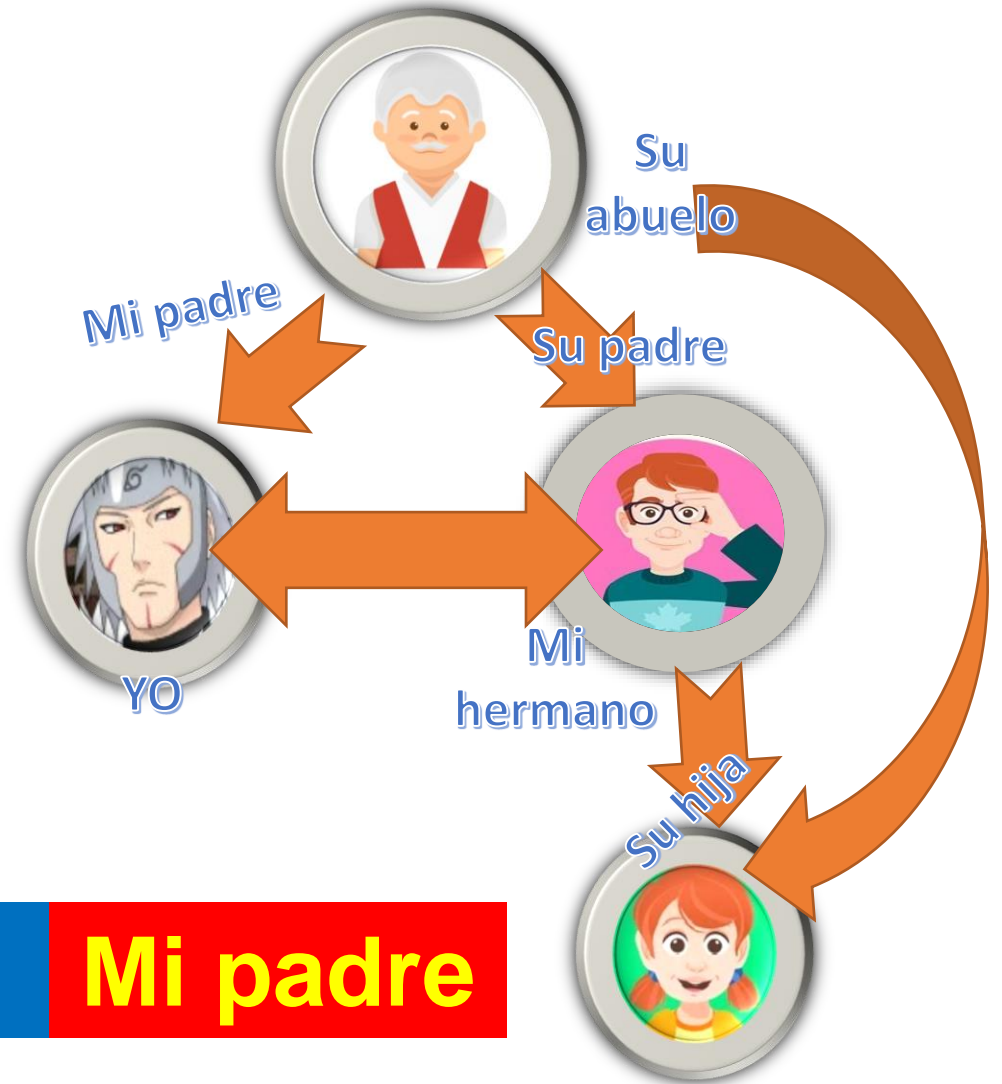 Su
abuelo
Mi padre
Su padre
YO
Mi
hermano
Su hija
Mi padre